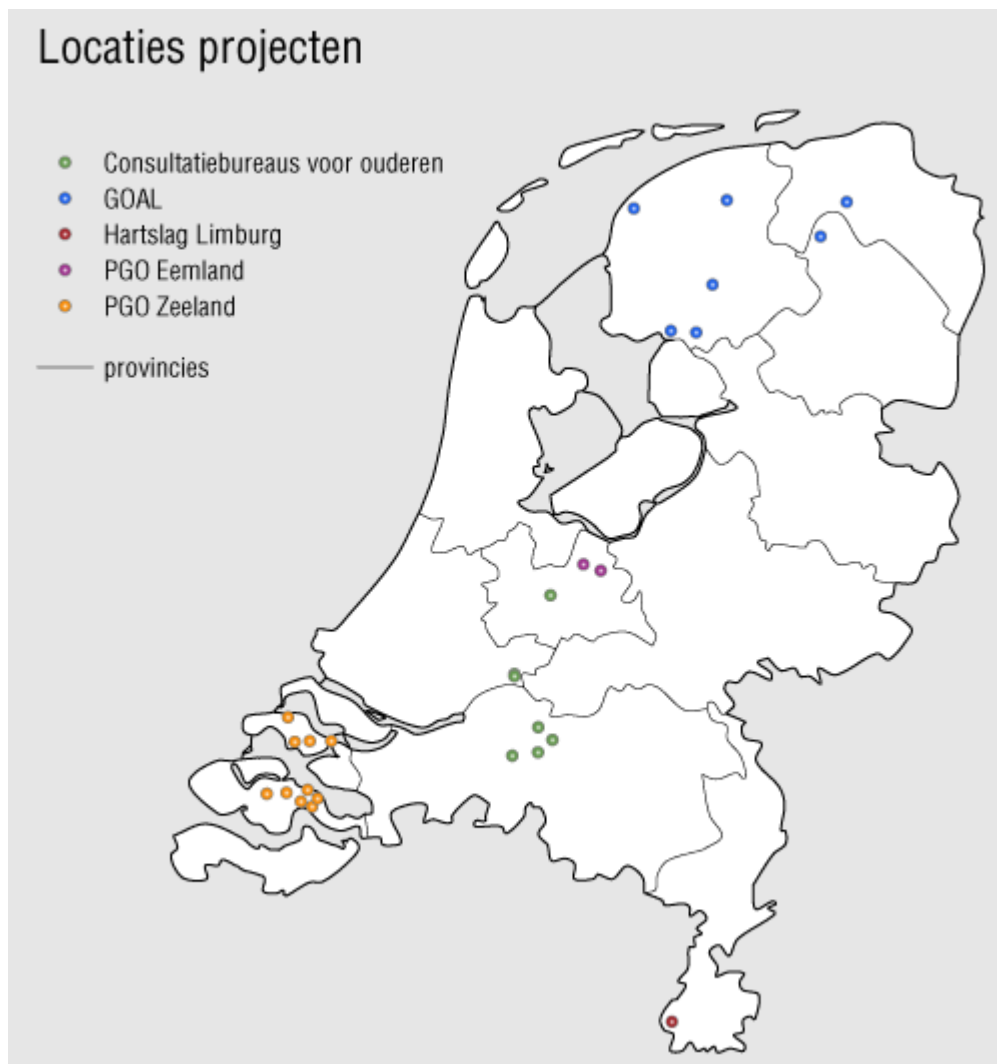 Locaties projecten
Consultatiebureaus voor ouderen
GOAL
Hartslag Limburg
PGO Eemland
PGO Zeeland
provincies